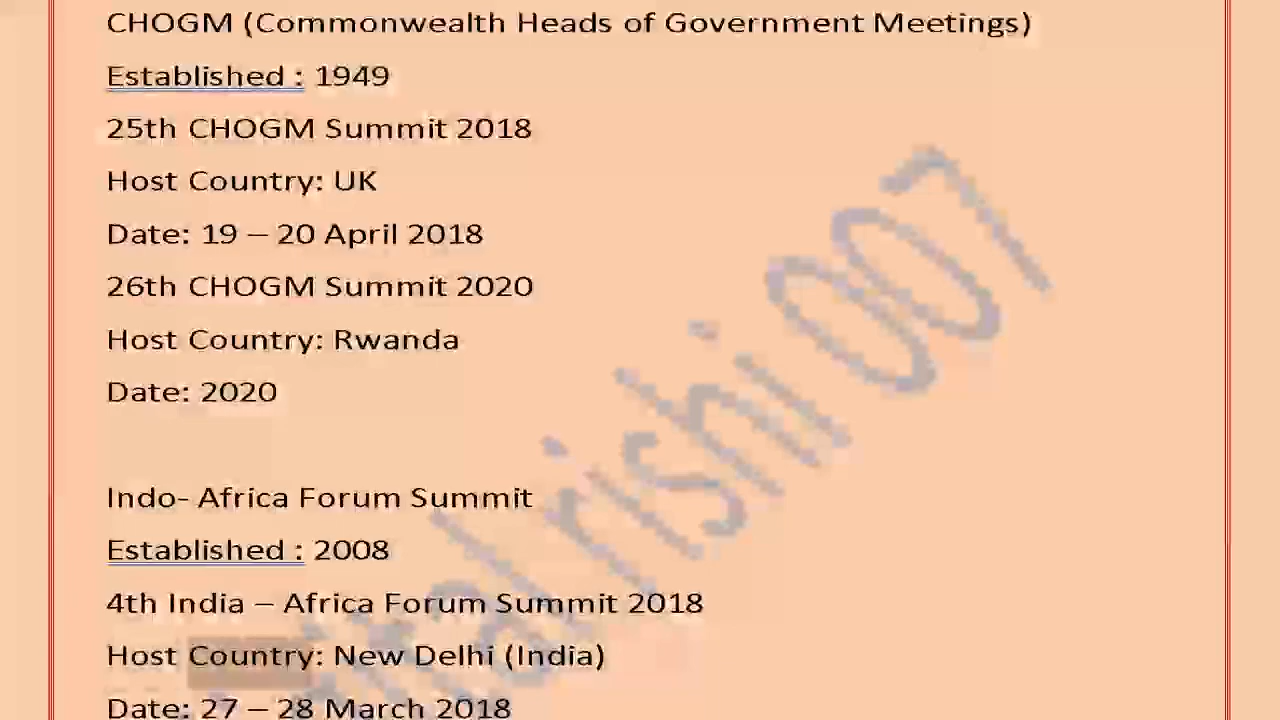 CHOGM (Commonwealth Heads of Government Meetings)
Established : 1949
25th CHOGM Summit 2018
Host Country: UK
Date: 19 – 20 April 2018
26th CHOGM Summit 2020
Host Country: Rwanda
Date: 2020
Indo- Africa Forum Summit
Established : 2008
4th India – Africa Forum Summit 2018
Host Country: New Delhi (India)
Date: 27 – 28 March 2018
rishi 007